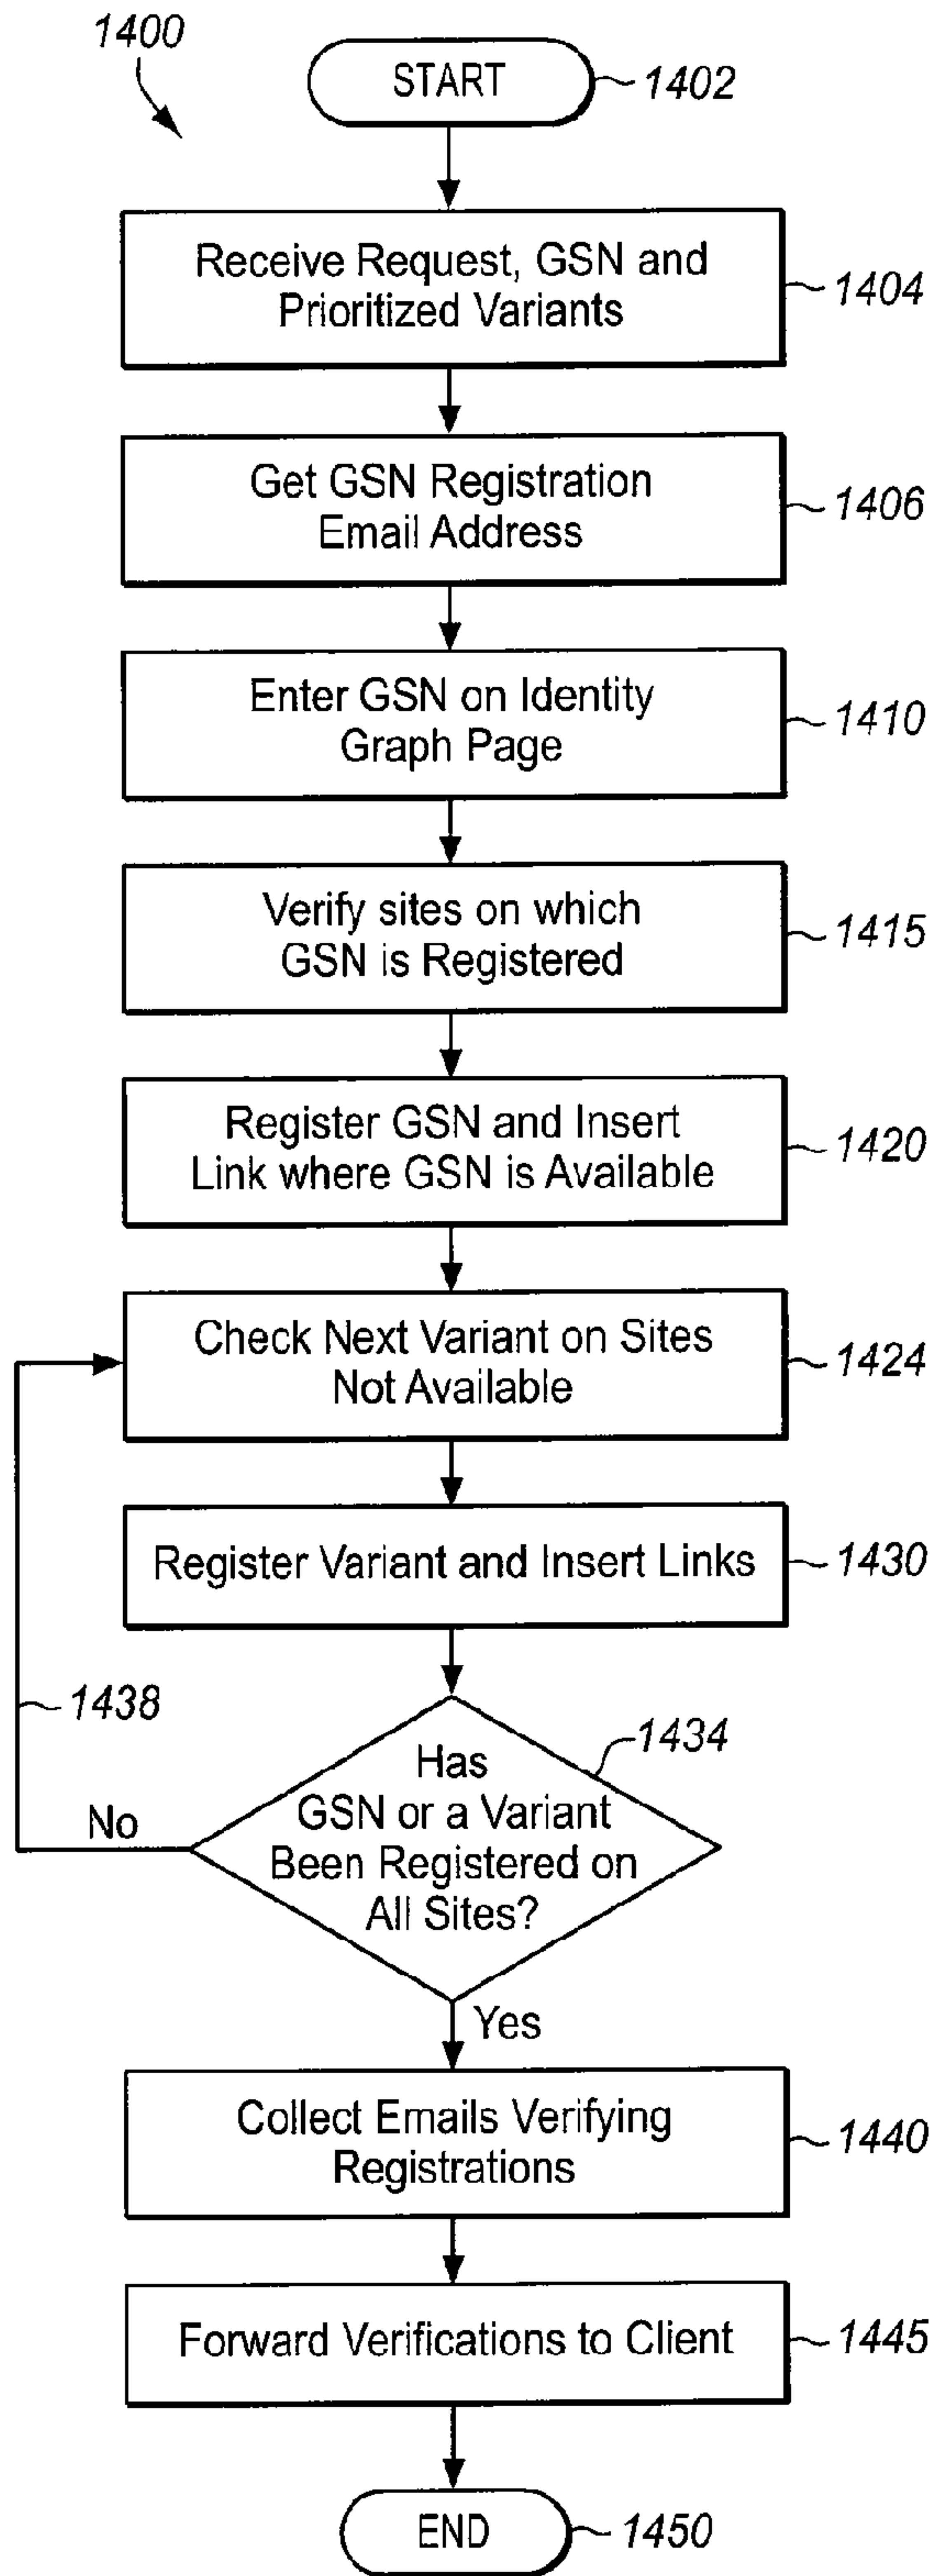 1400
START
1402
Receive Request, GSN and
Prioritized Variants
1404
Get GSN Registration
Email Address
1406
Enter GSN on Identity
Graph Page
1410
Verify sites on which
GSN is Registered
1415
Register GSN and Insert
Link where GSN is Available
1420
Check Next Variant on Sites
Not Available
1424
Register Variant and Insert Links
1430
1438
1434
Has
GSN or a Variant
Been Registered on
All Sites?
No
Yes
Collect Emails Verifying
Registrations
1440
Forward Verifications to Client
1445
END
1450